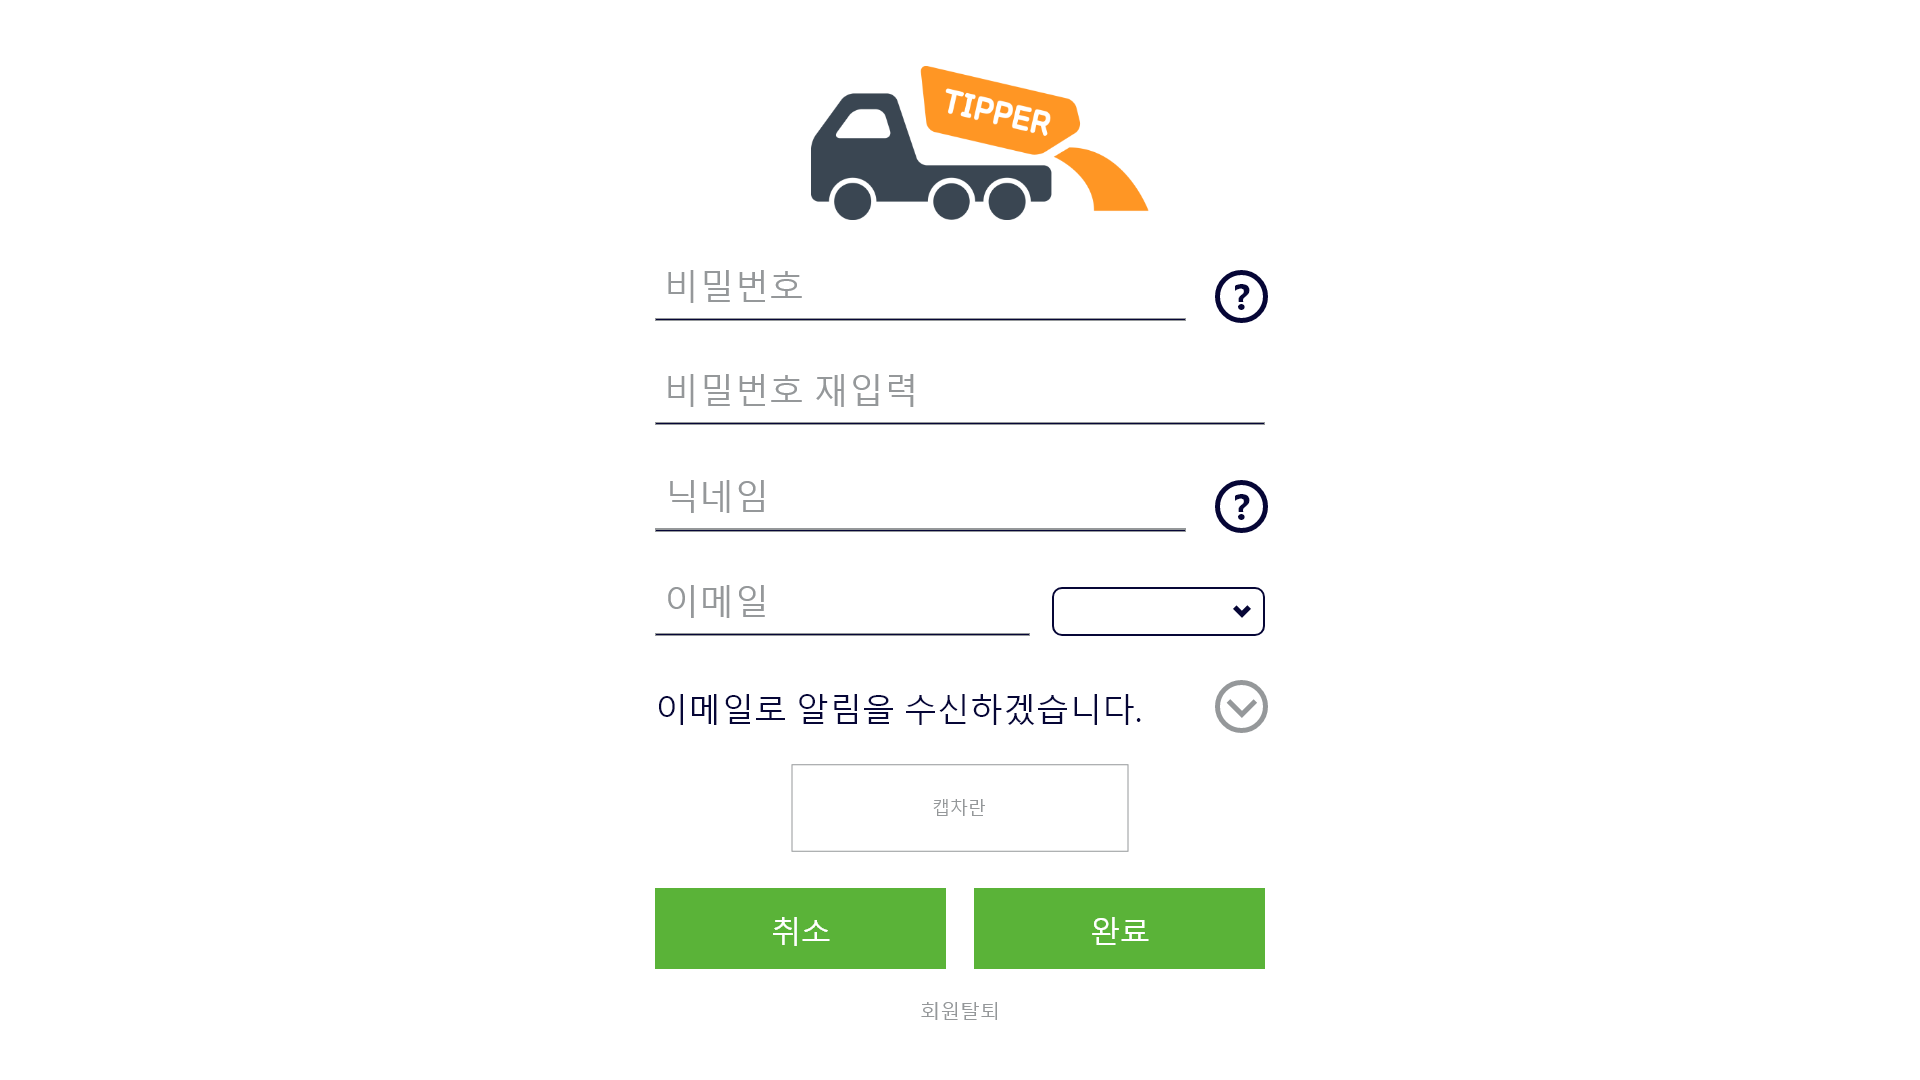 TIPPER
비밀번호
?
비밀번호 재입력
닉네임
?
이메일
이메일로 알림을 수신하겠습니다.
캡차란
취소
완료
회원탈퇴